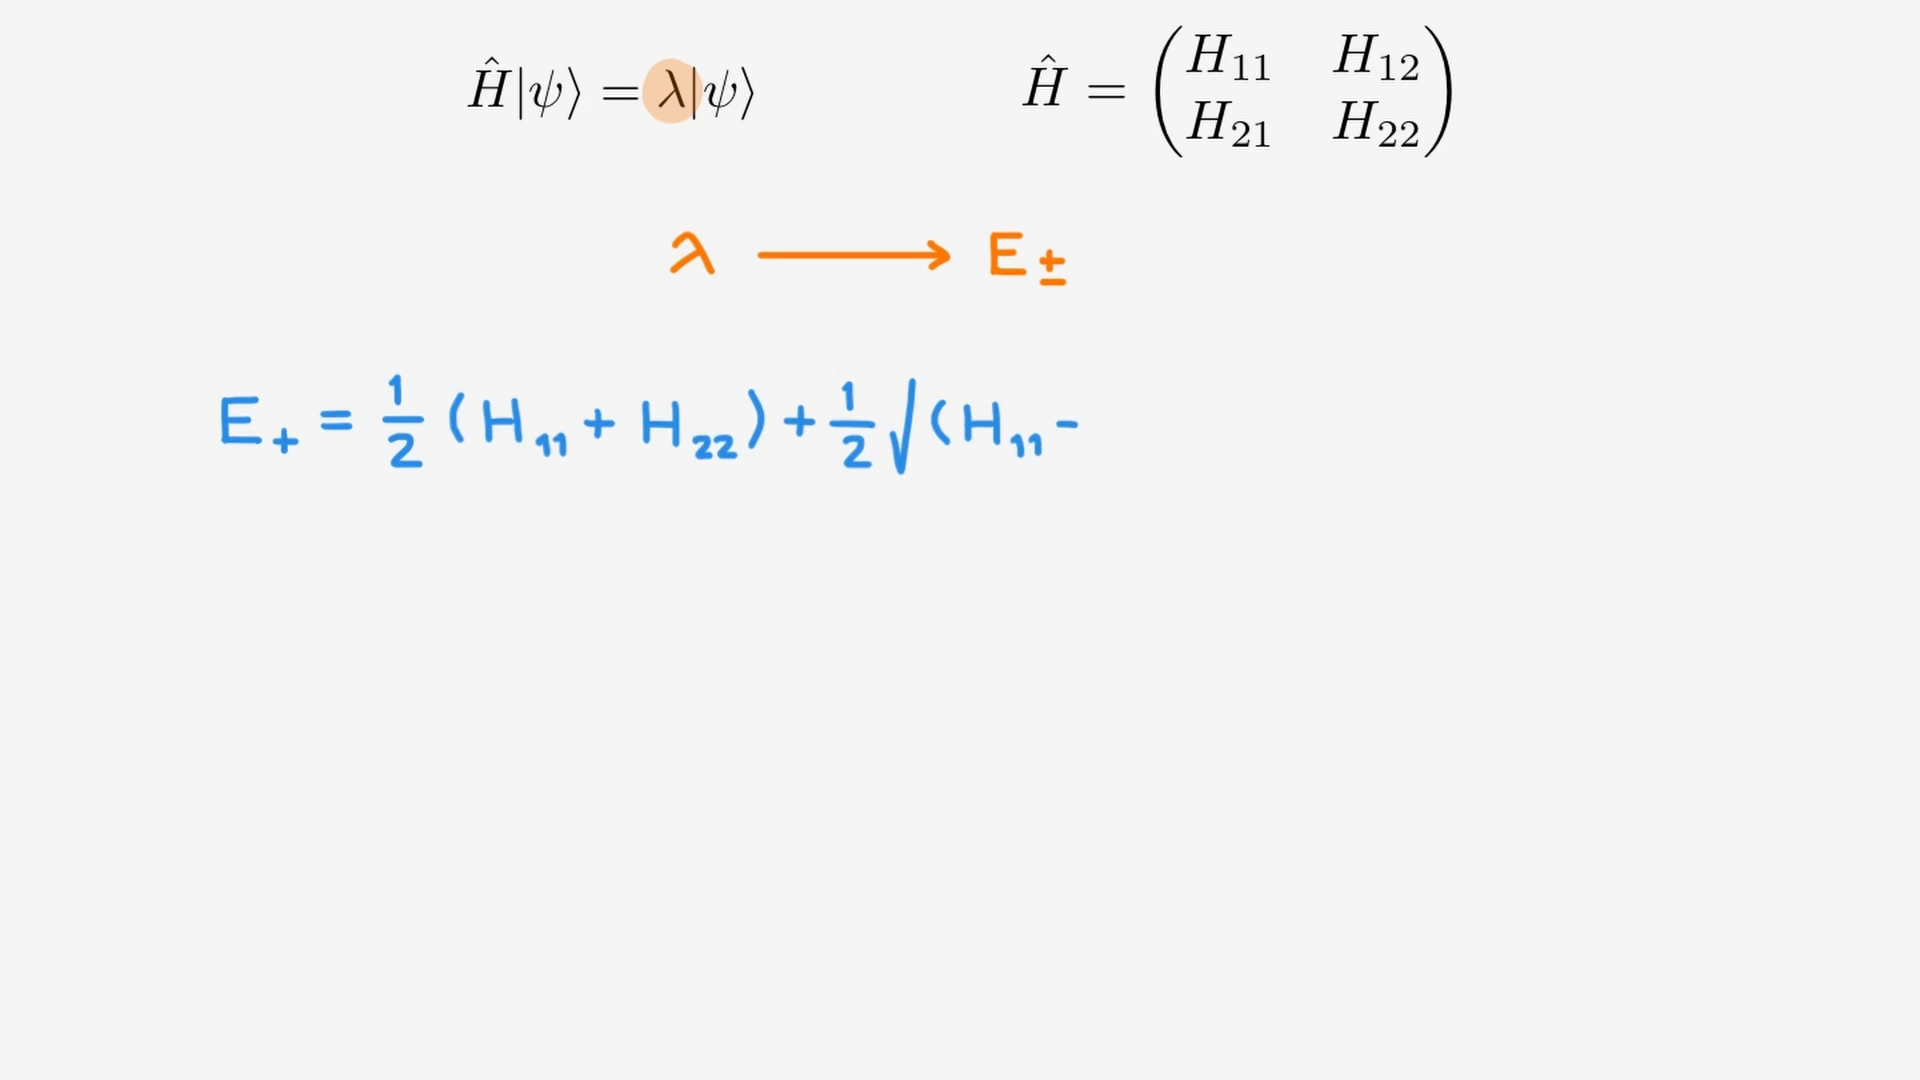 Ĥ|ψ⟩ = λ|ψ⟩
Ĥ = (H₁₁ H₁₂
H₂₁ H₂₂)
λ ⟶ E±
E₊ = 1/2 (H₁₁ + H₂₂) + 1/2 √(H₁₁ -